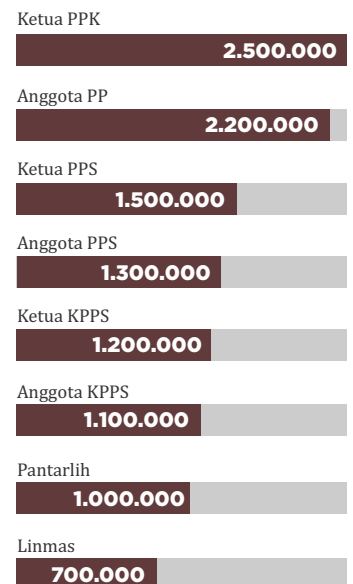 Ketua PPK
2.500.000
Anggota PP
2.200.000
Ketua PPS
1.500.000
Anggota PPS
1.300.000
Ketua KPPS
1.200.000
Anggota KPPS
1.100.000
Pantarlih
1.000.000
Linmas
700.000